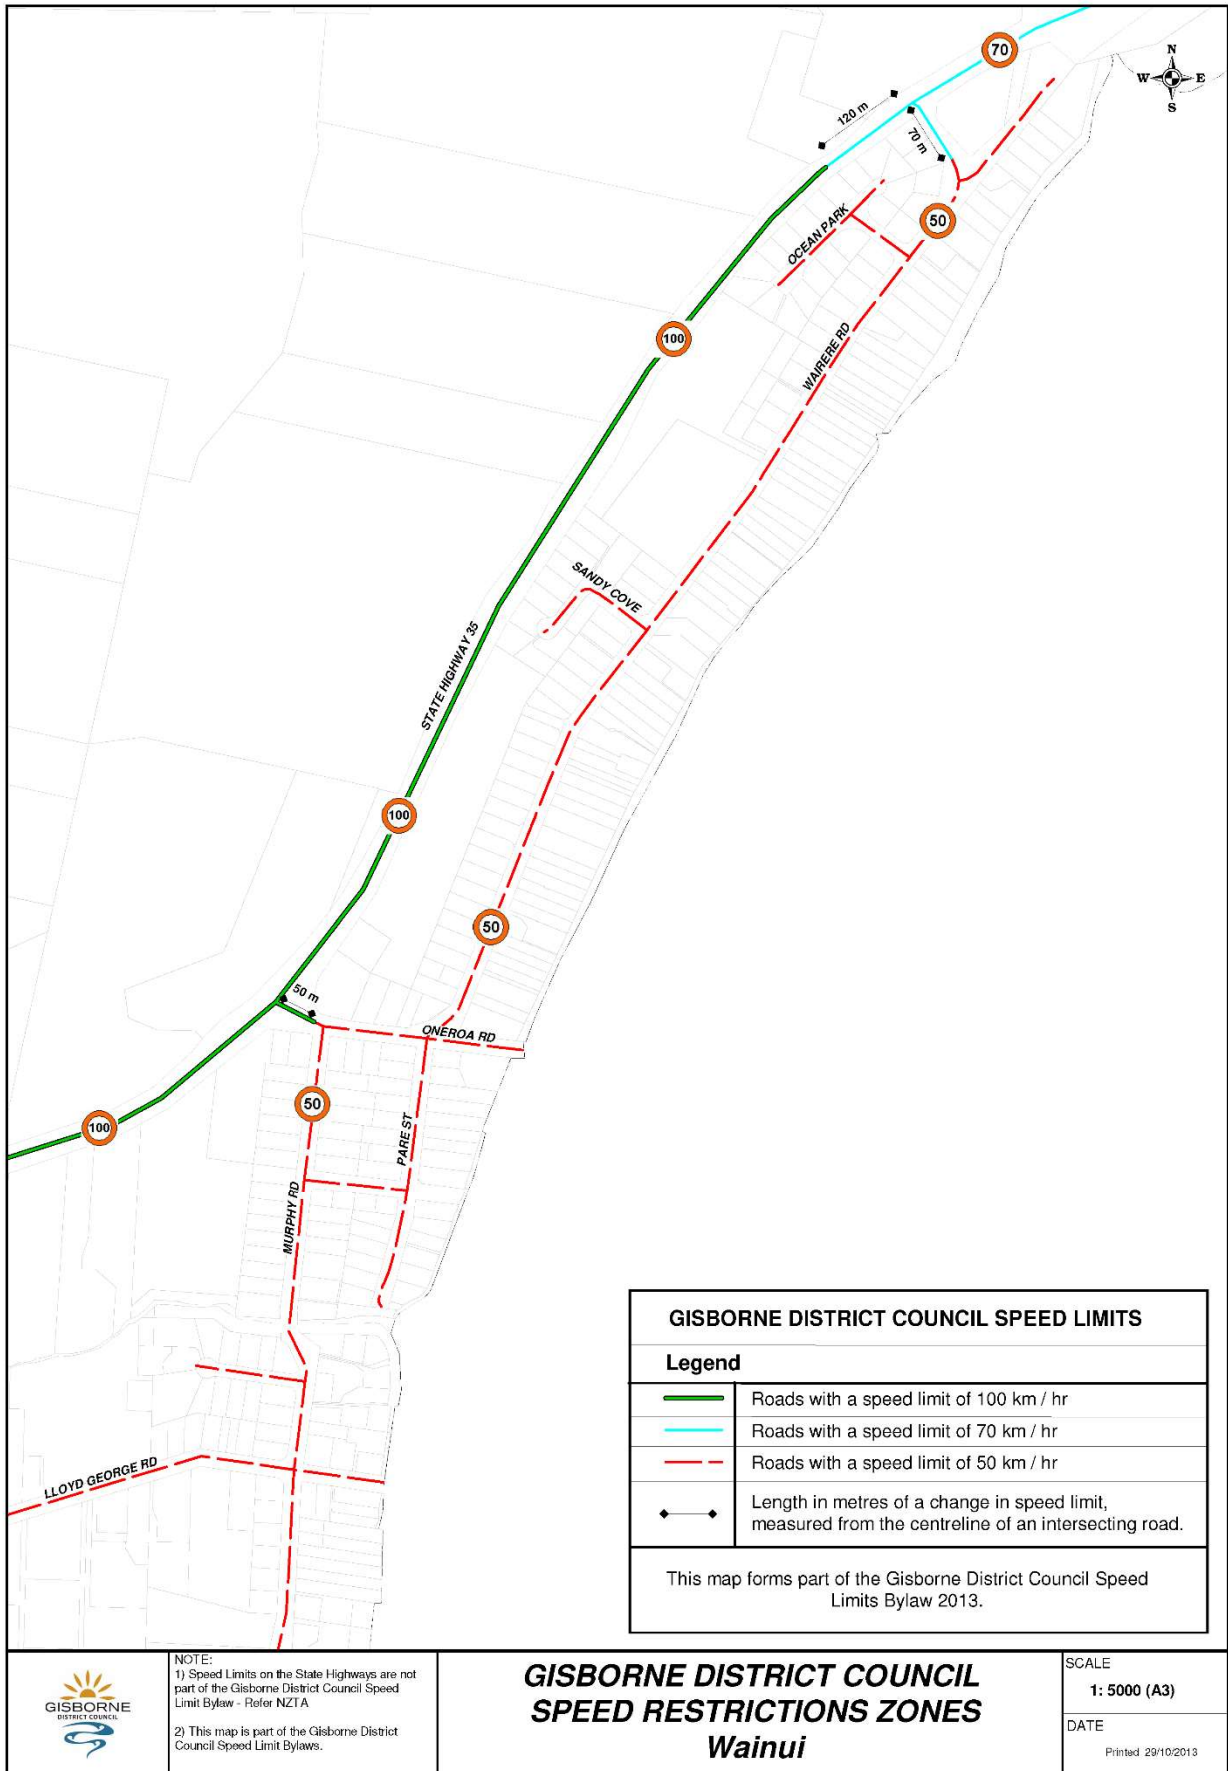 70
N
W E
S
120 m
70 m
50
OCEAN PARK
100
WAIRERE RD
SANDY COVE
STATE HIGHWAY 35
100
50
50 m
ONEROA RD
50
100
PARE ST
MURPHY RD
LLOYD GEORGE RD
GISBORNE DISTRICT COUNCIL SPEED LIMITS
Legend
Roads with a speed limit of 100 km / hr
Roads with a speed limit of 70 km / hr
Roads with a speed limit of 50 km / hr
Length in metres of a change in speed limit,
measured from the centreline of an intersecting road.
This map forms part of the Gisborne District Council Speed
Limits Bylaw 2013.
GISBORNE
DISTRICT COUNCIL
NOTE:
1) Speed Limits on the State Highways are not
part of the Gisborne District Council Speed
Limit Bylaw - Refer NZTA
2) This map is part of the Gisborne District
Council Speed Limit Bylaws.
GISBORNE DISTRICT COUNCIL
SPEED RESTRICTIONS ZONES
Wainui
SCALE
1: 5000 (A3)
DATE
Printed 29/10/2013